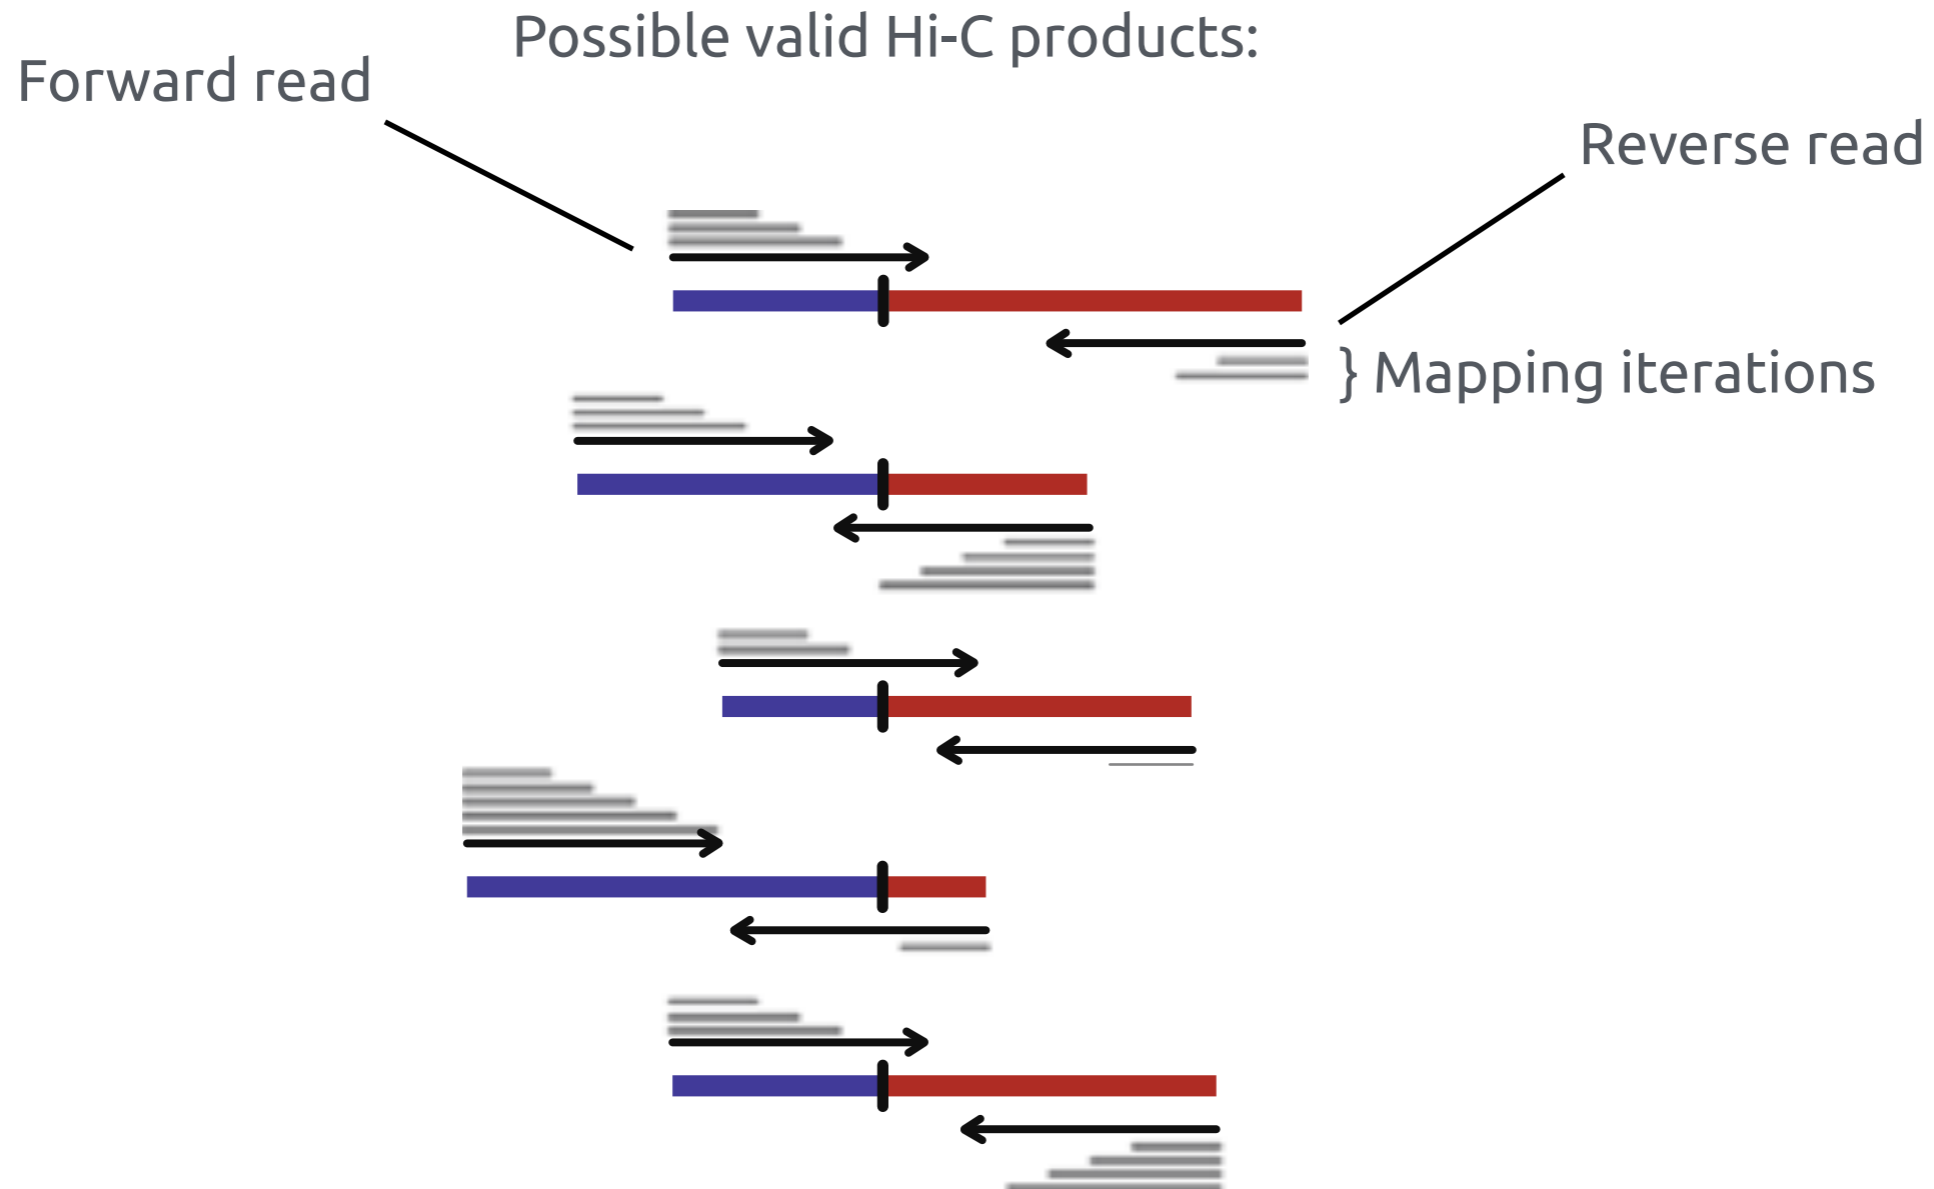 Possible valid Hi-C products:
Forward read
Reverse read
} Mapping iterations